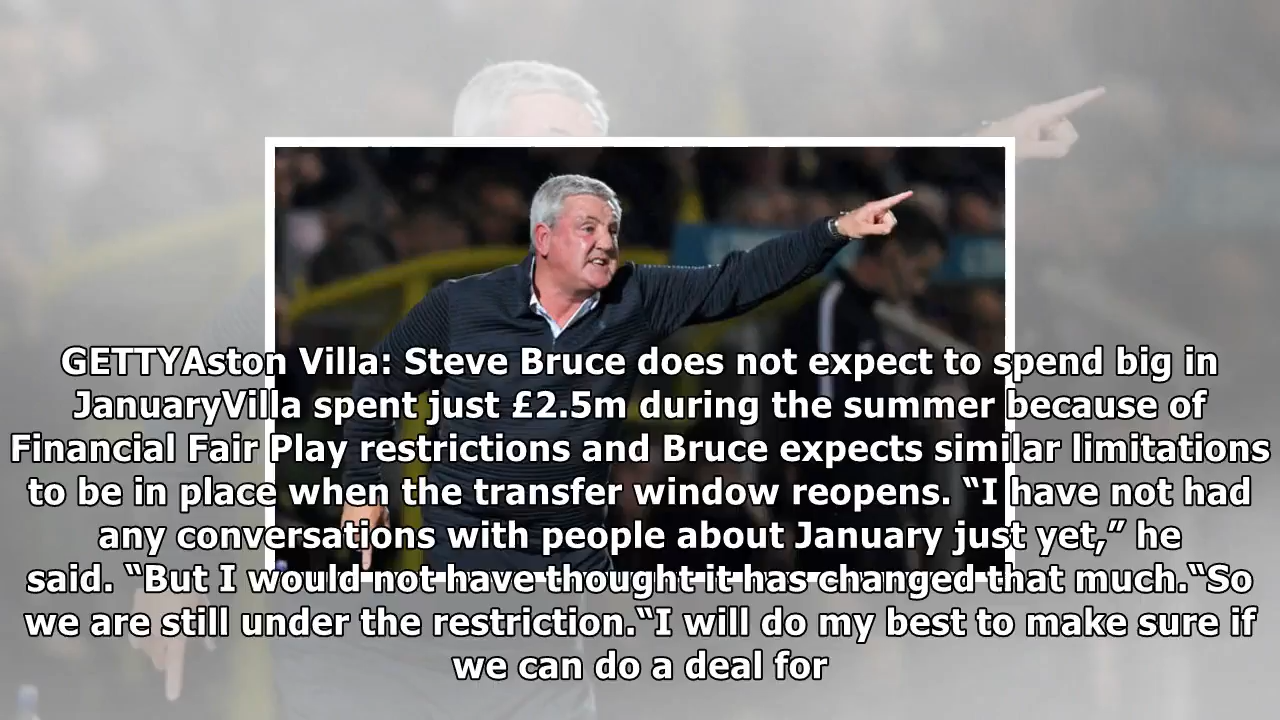 GETTYAston Villa: Steve Bruce does not expect to spend big in
JanuaryVilla spent just £2.5m during the summer because of
Financial Fair Play restrictions and Bruce expects similar limitations
to be in place when the transfer window reopens. “I have not had
any conversations with people about January just yet,” he
said. “But I would not have thought it has changed that much.“So
we are still under the restriction.“I will do my best to make sure if
we can do a deal for